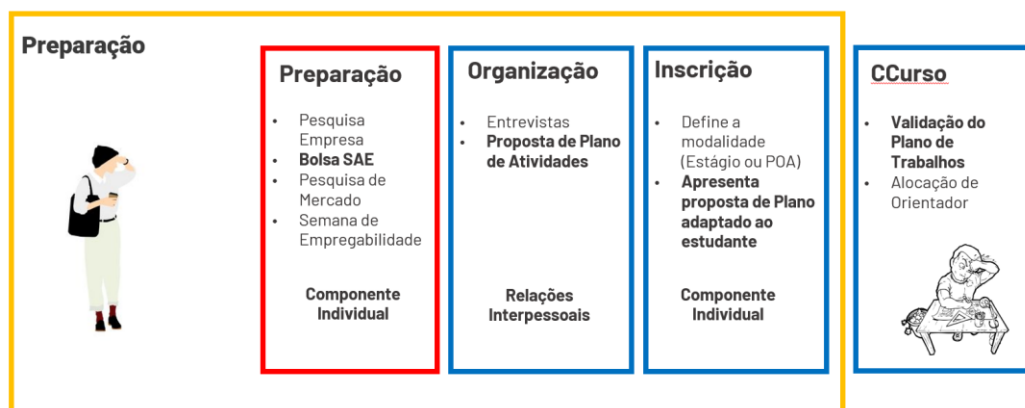 Preparação
Preparação
• Pesquisa
Empresa
• Bolsa SAE
• Pesquisa de
Mercado
• Semana de
Empregabilidade
Componente
Individual
Organização
• Entrevistas
• Proposta de Plano
de Atividades
Relações
Interpessoais
Inscrição
• Define a
modalidade
(Estágio ou POA)
• Apresenta
proposta de Plano
adaptado ao
estudante
Componente
Individual
CCurso
• Validação do
Plano de
Trabalhos
• Alocação de
Orientador